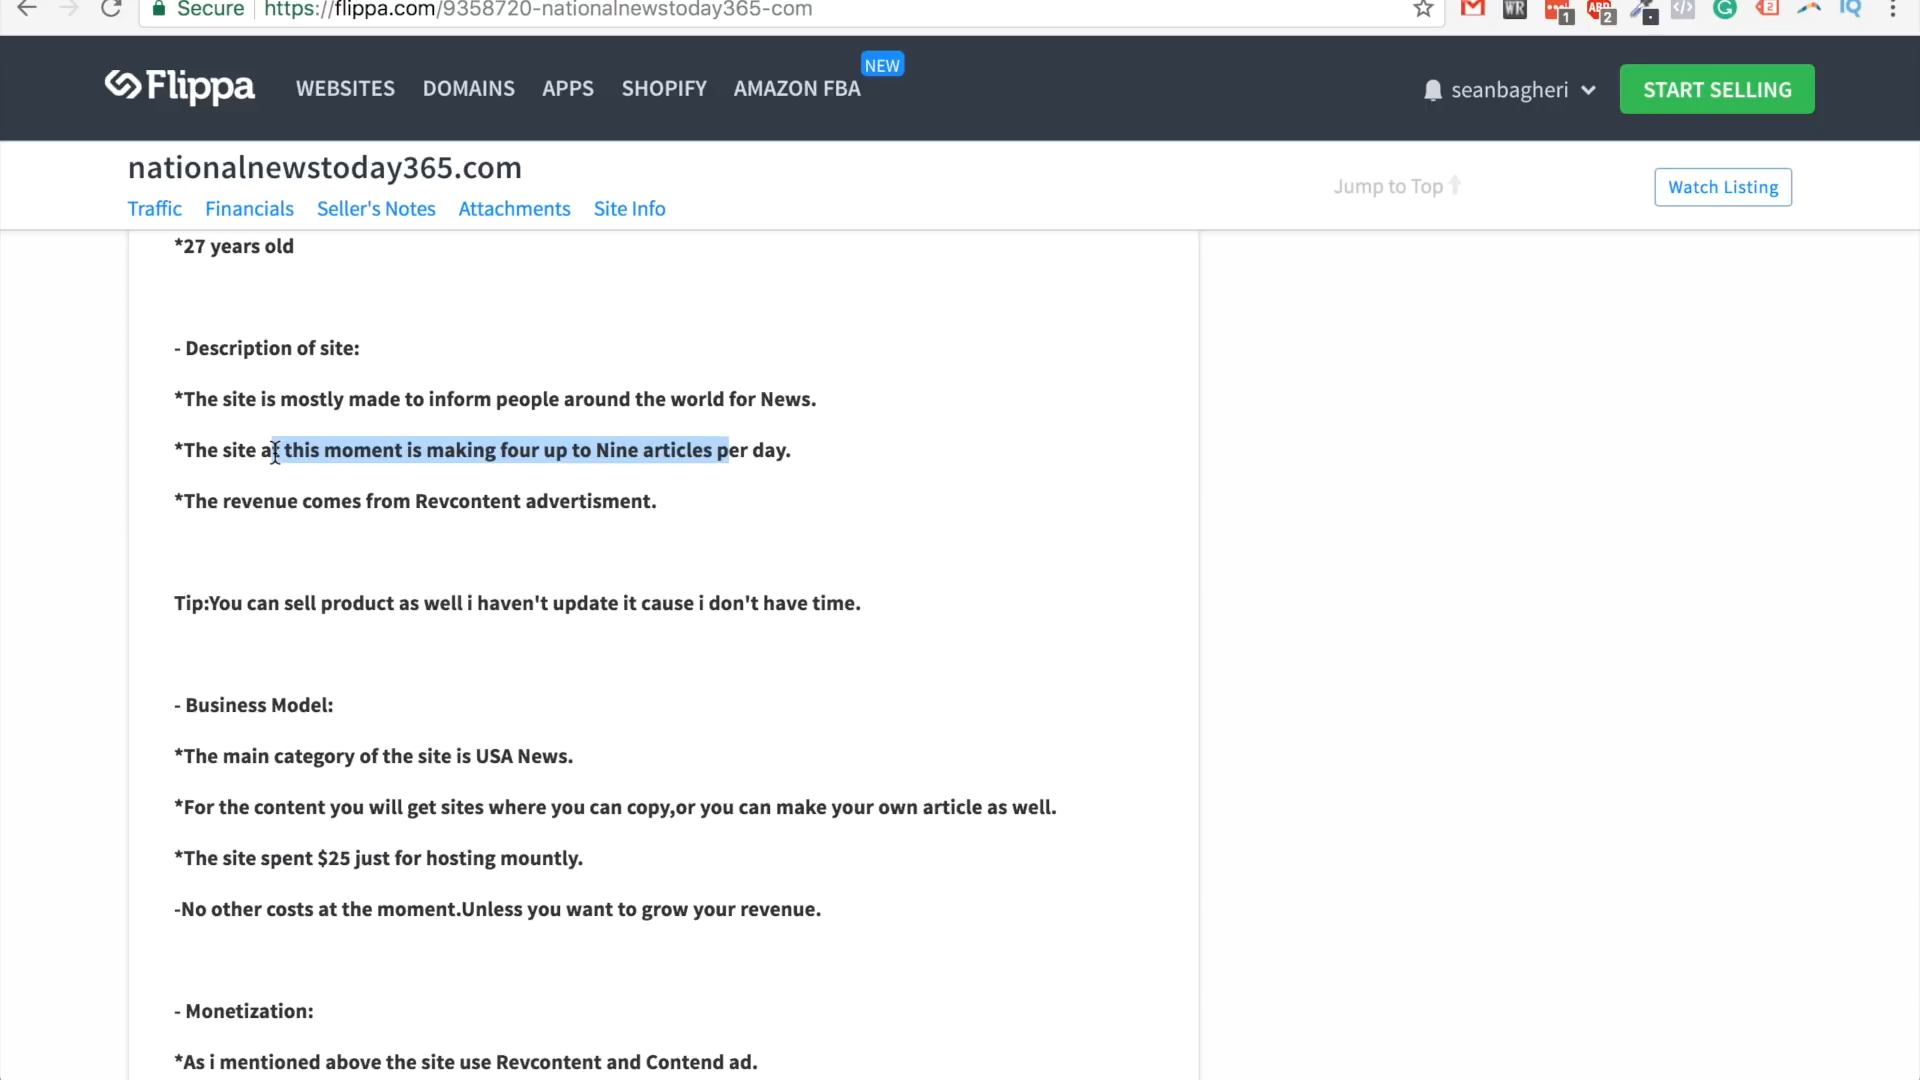 Secure https://flippa.com/9358720-nationalnewstoday365-com
WR 1 ABP 2 </> G 2 IQ
Flippa WEBSITES DOMAINS APPS SHOPIFY AMAZON FBA NEW seanbagheri START SELLING
nationalnewstoday365.com
Jump to Top
Watch Listing
Traffic Financials Seller's Notes Attachments Site Info
*27 years old
- Description of site:
*The site is mostly made to inform people around the world for News.
*The site at this moment is making four up to Nine articles per day.
*The revenue comes from Revcontent advertisment.
Tip:You can sell product as well i haven't update it cause i don't have time.
- Business Model:
*The main category of the site is USA News.
*For the content you will get sites where you can copy,or you can make your own article as well.
*The site spent $25 just for hosting mountly.
-No other costs at the moment.Unless you want to grow your revenue.
- Monetization:
*As i mentioned above the site use Revcontent and Contend ad.